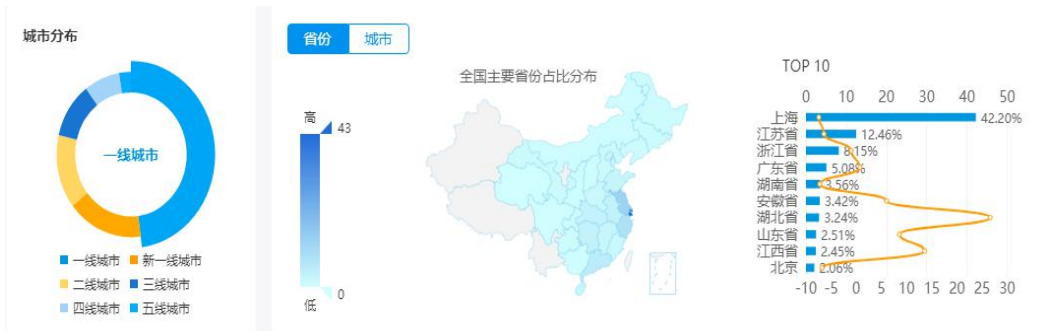 城市分布
一线城市
一线城市 新一线城市
二线城市 三线城市
四线城市 五线城市
省份 城市
全国主要省份占比分布
高
43
0
低
TOP 10
0 10 20 30 40 50
上海 42.20%
江苏省 12.46%
浙江省 8.15%
广东省 5.08%
湖南省 3.56%
安徽省 3.42%
湖北省 3.24%
山东省 2.51%
江西省 2.45%
北京 2.06%
-10 -5 0 5 10 15 20 25 30